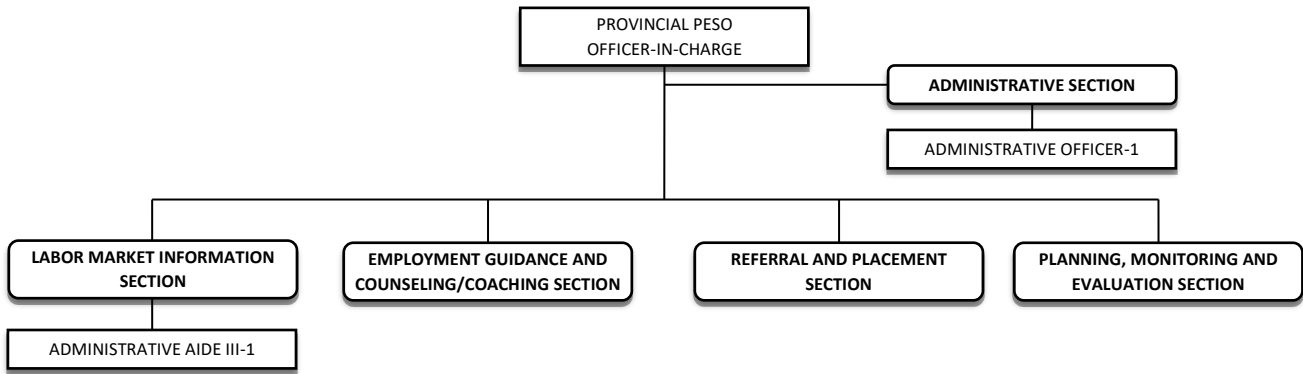 PROVINCIAL PESO
OFFICER-IN-CHARGE
ADMINISTRATIVE SECTION
ADMINISTRATIVE OFFICER-1
LABOR MARKET INFORMATION
SECTION
EMPLOYMENT GUIDANCE AND
COUNSELING/COACHING SECTION
REFERRAL AND PLACEMENT
SECTION
PLANNING, MONITORING AND
EVALUATION SECTION
ADMINISTRATIVE AIDE III-1